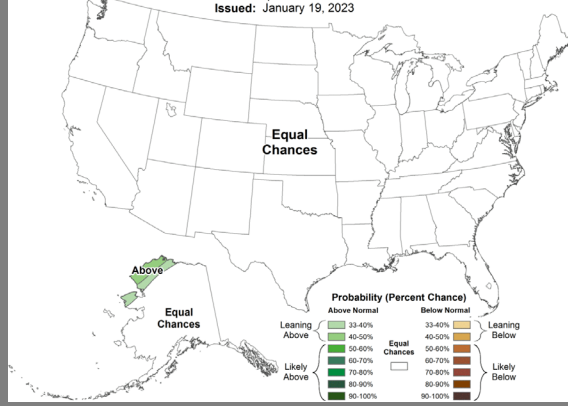 Issued: January 19, 2023
Equal
Chances
Above
Equal
Chances
Probability (Percent Chance)
Above Normal
Below Normal
Leaning
Above
33-40%
40-50%
Likely
Above
50-60%
60-70%
70-80%
80-90%
90-100%
Equal
Chances
33-40%
40-50%
Leaning
Below
50-60%
60-70%
70-80%
80-90%
90-100%
Likely
Below